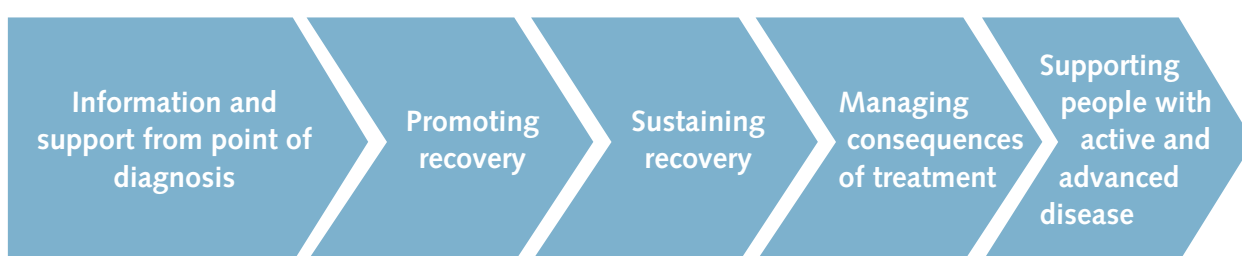 Information and
support from point of
diagnosis
Promoting
recovery
Sustaining
recovery
Managing
consequences
of treatment
Supporting
people with
active and
advanced
disease